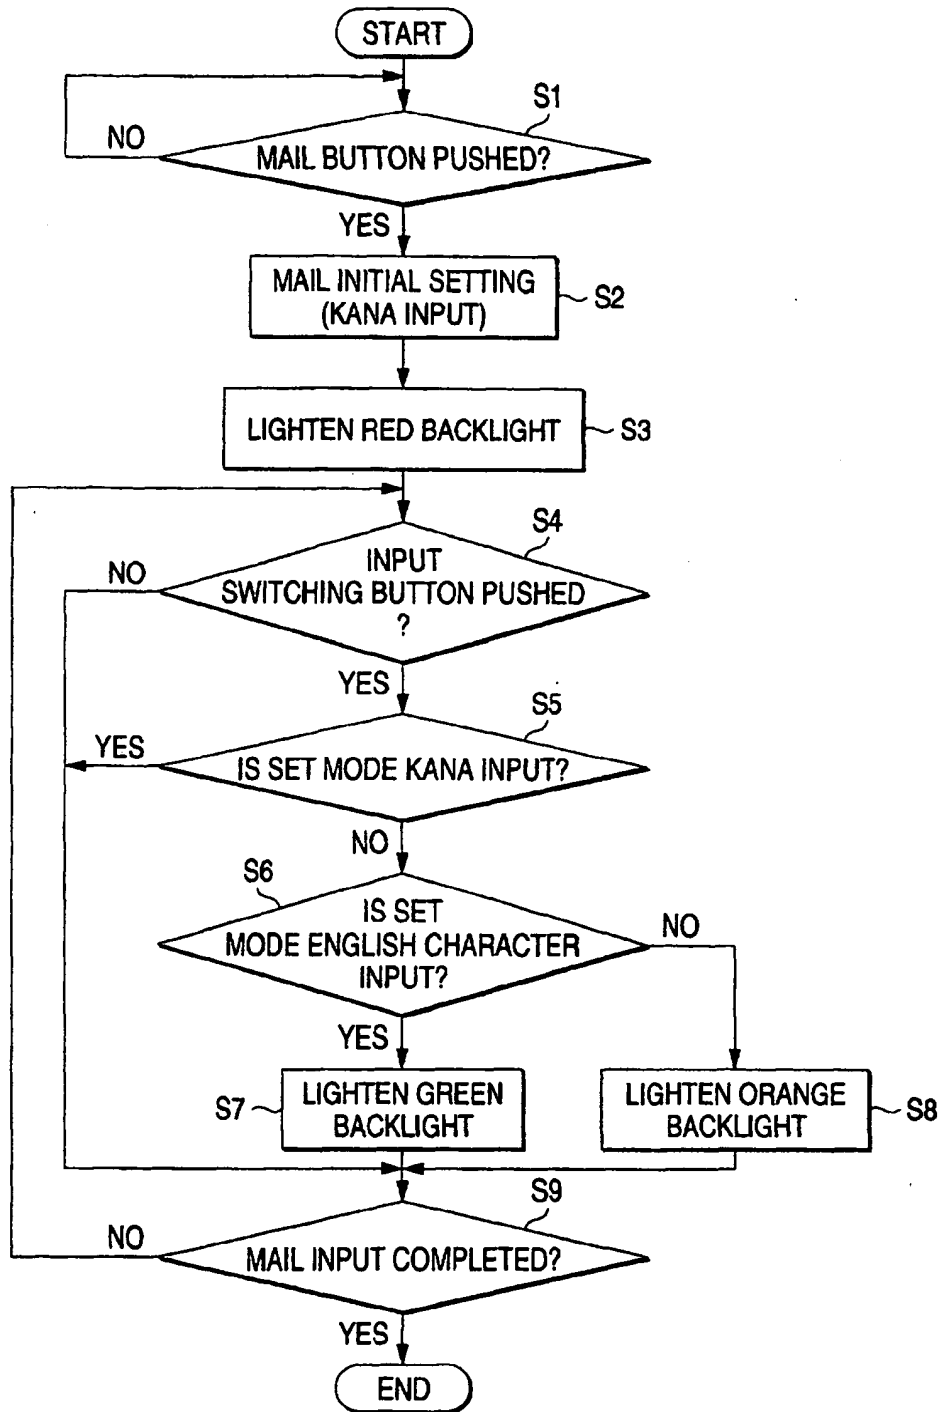 START
S1
NO
MAIL BUTTON PUSHED?
YES
MAIL INITIAL SETTING
(KANA INPUT)
S2
LIGHTEN RED BACKLIGHT
S3
S4
NO
INPUT
SWITCHING BUTTON PUSHED
?
YES
S5
YES
IS SET MODE KANA INPUT?
NO
S6
IS SET
MODE ENGLISH CHARACTER
INPUT?
NO
YES
S7
LIGHTEN GREEN
BACKLIGHT
LIGHTEN ORANGE
BACKLIGHT
S8
S9
NO
MAIL INPUT COMPLETED?
YES
END